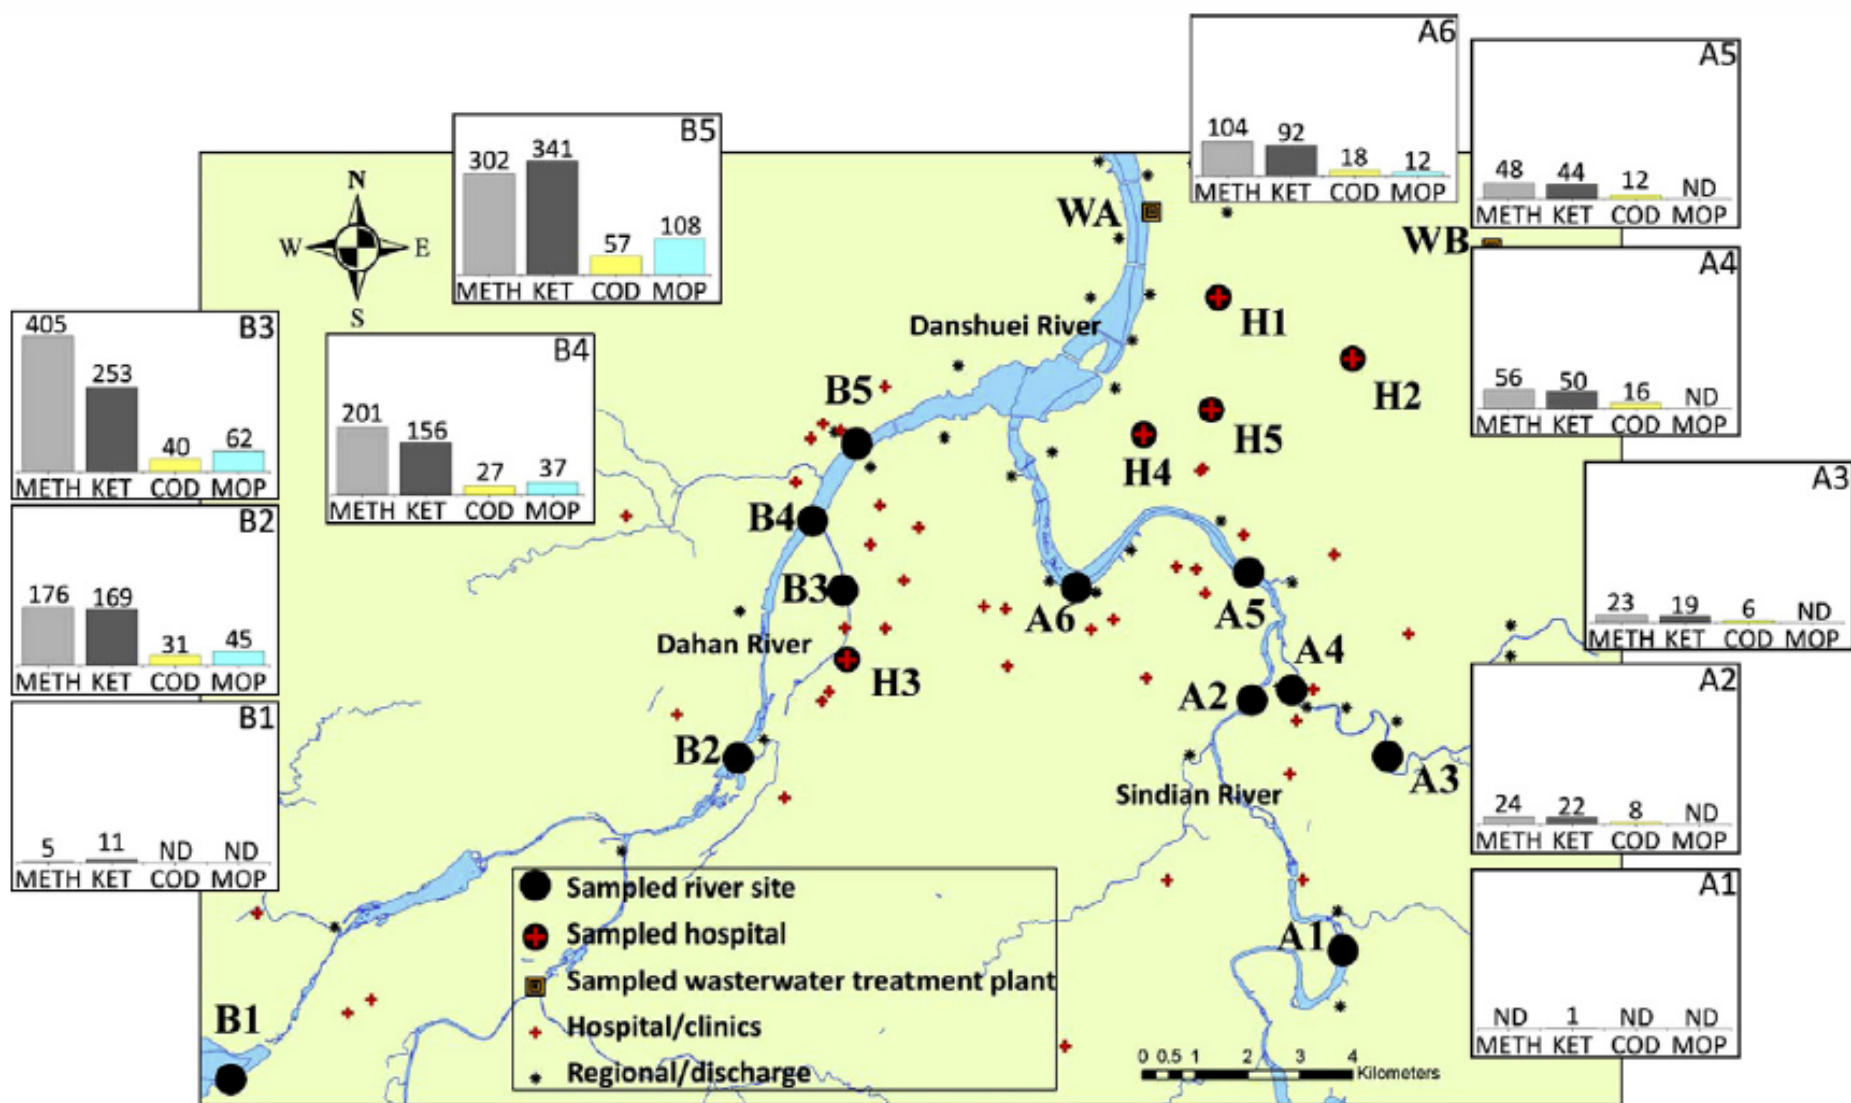 A6
104 92 18 12
METH KET COD MOP
A5
48 44 12 ND
METH KET COD MOP
B5
302 341 57 108
METH KET COD MOP
N
W E
S
WA
WB
A4
56 50 16 ND
METH KET COD MOP
B3
405 253 40 62
METH KET COD MOP
B4
201 156 27 37
METH KET COD MOP
H1
Danshuei River
H2
B5
H5
H4
A3
23 19 6 ND
METH KET COD MOP
B2
176 169 31 45
METH KET COD MOP
B4
B3
A6
A5
Dahan River
H3
A4
A2
A2
24 22 8 ND
METH KET COD MOP
B1
5 11 ND ND
METH KET COD MOP
B2
A3
Sindian River
A1
ND 1 ND ND
METH KET COD MOP
A1
B1
Sampled river site
Sampled hospital
Sampled wasterwater treatment plant
Hospital/clinics
Regional/discharge
0 0.5 1 2 3 4
Kilometers